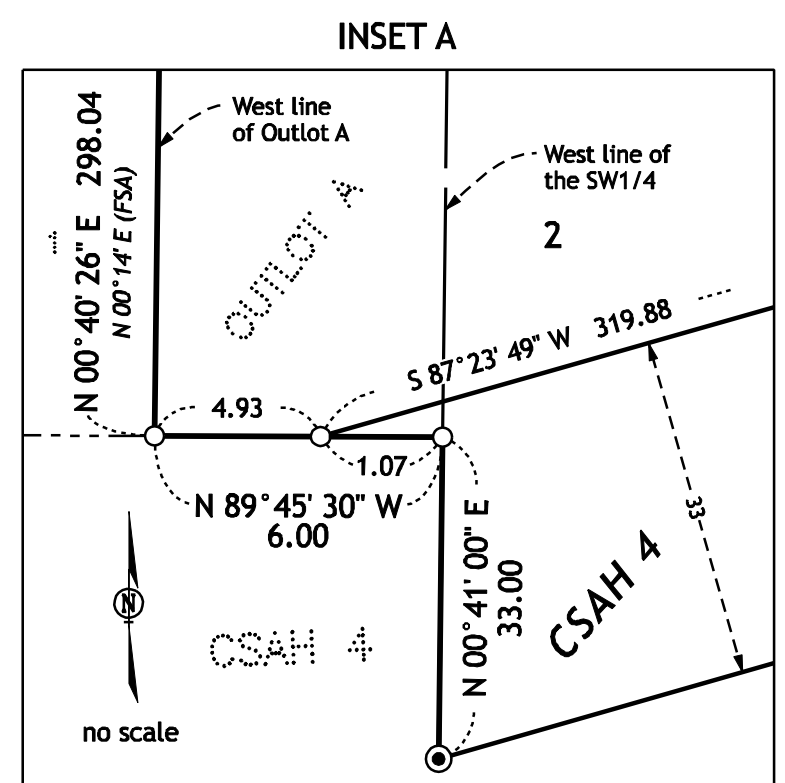 INSET A
N 00°40' 26" E 298.04
N 00°14' E (FSA)
West line
of Outlot A
West line of
the SW1/4
2
OUTLOT A
S 87°23' 49" W 319.88
4.93
1.07
N 89°45' 30" W
6.00
N 00°41' 00" E
33.00
33
CSAH 4
N
CSAH 4
no scale